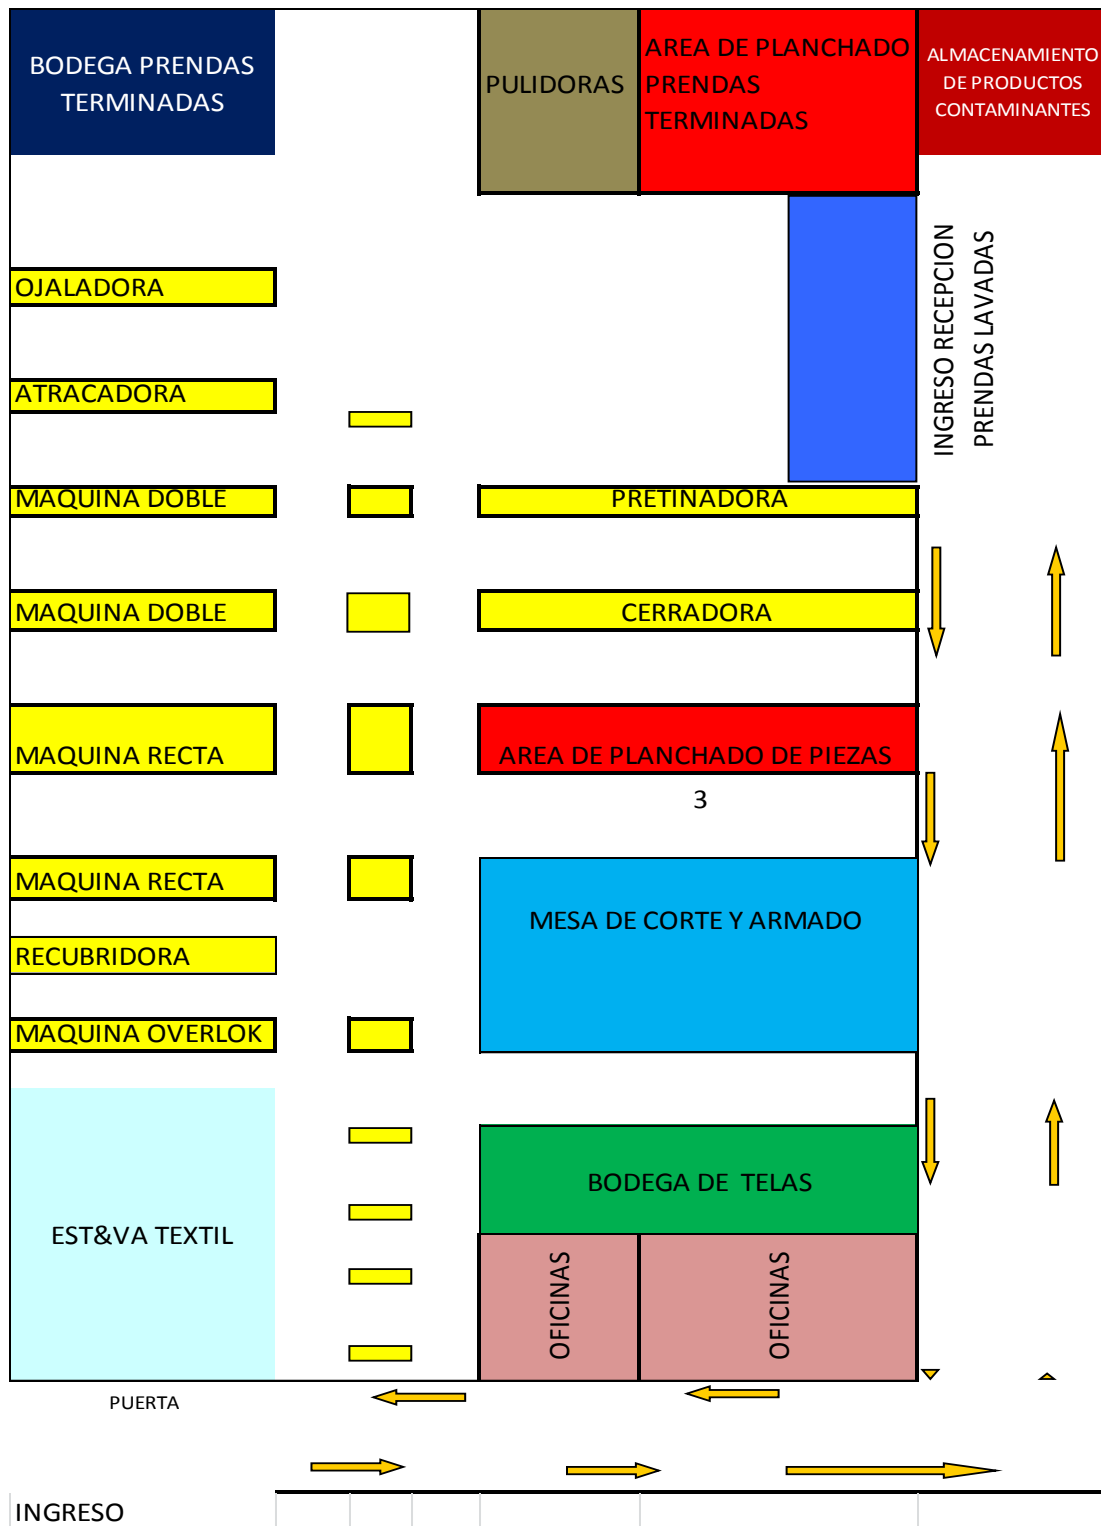 BODEGA PRENDAS
TERMINADAS
PULIDORAS
AREA DE PLANCHADO
PRENDAS
TERMINADAS
ALMACENAMIENTO
DE PRODUCTOS
CONTAMINANTES
INGRESO RECEPCION
PRENDAS LAVADAS
OJALADORA
ATRACADORA
MAQUINA DOBLE
PRETINADORA
MAQUINA DOBLE
CERRADORA
MAQUINA RECTA
AREA DE PLANCHADO DE PIEZAS
3
MAQUINA RECTA
MESA DE CORTE Y ARMADO
RECUBRIDORA
MAQUINA OVERLOK
BODEGA DE TELAS
EST&VA TEXTIL
OFICINAS
OFICINAS
PUERTA
INGRESO